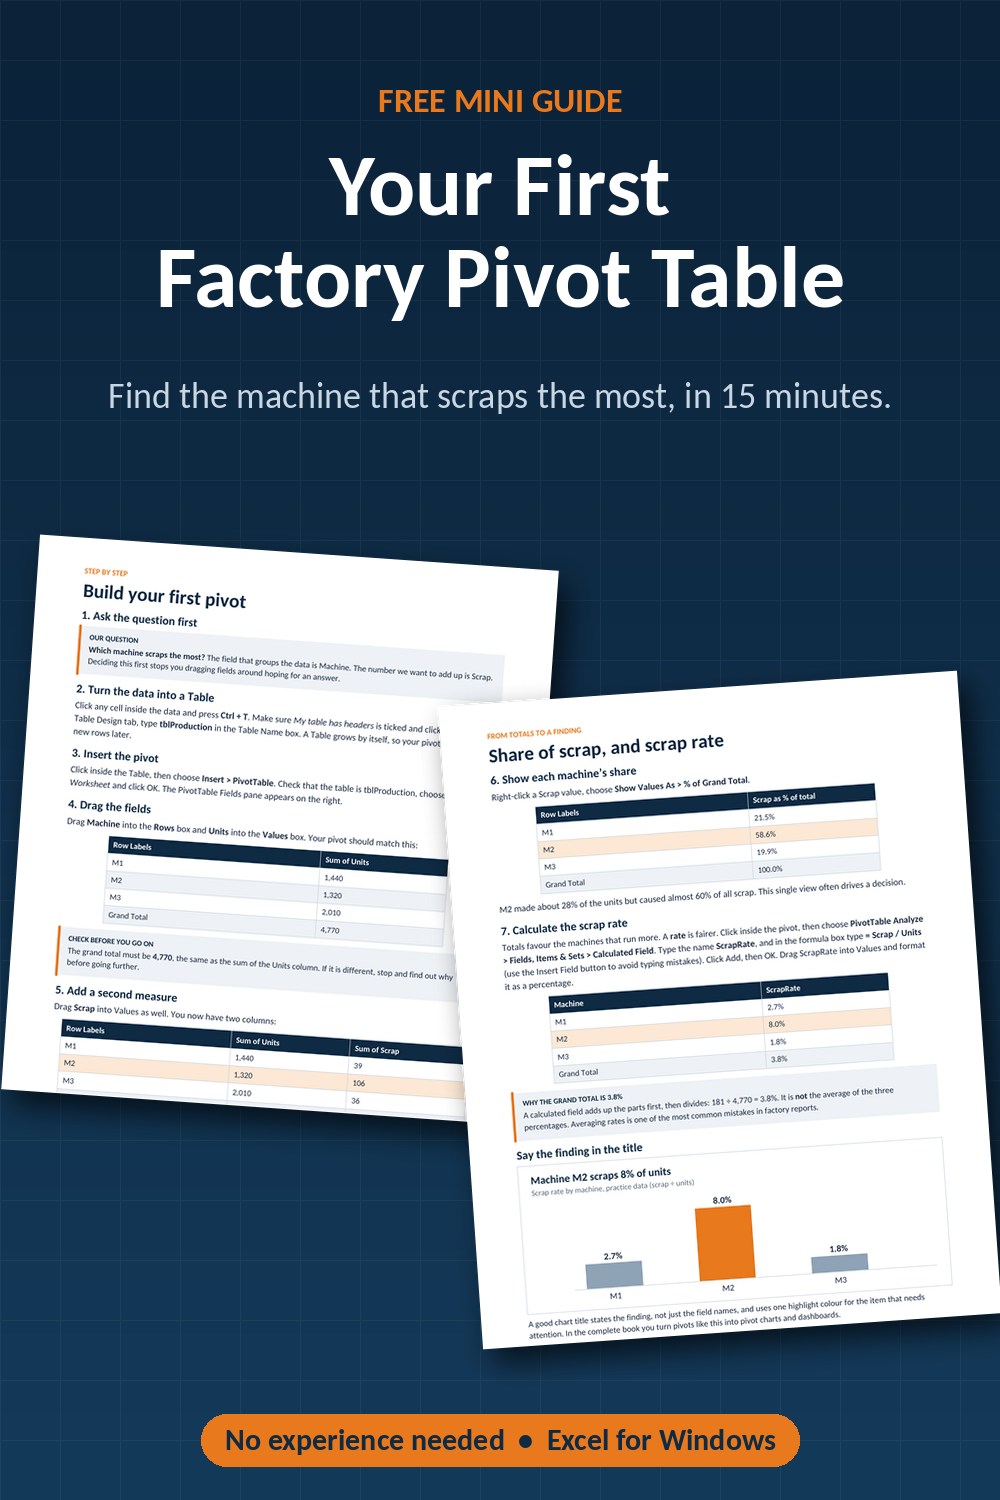 FREE MINI GUIDE
Your First
Factory Pivot Table
Find the machine that scraps the most, in 15 minutes.
STEP BY STEP
Build your first pivot
1. Ask the question first
OUR QUESTION
Which machine scraps the most? The field that groups the data is Machine. The number we want to add up is Scrap.
Deciding this first stops you dragging fields around hoping for an answer.
2. Turn the data into a Table
Click any cell inside the data and press Ctrl + T. Make sure My table has headers is ticked and click
Table Design tab, type tblProduction in the Table Name box. A Table grows by itself, so your pivot
new rows later.
3. Insert the pivot
Click inside the Table, then choose Insert > PivotTable. Check that the table is tblProduction, choose
Worksheet and click OK. The PivotTable Fields pane appears on the right.
4. Drag the fields
Drag Machine into the Rows box and Units into the Values box. Your pivot should match this:
Row Labels Sum of Units
M1 1,440
M2 1,320
M3 2,010
Grand Total 4,770
CHECK BEFORE YOU GO ON
The grand total must be 4,770, the same as the sum of the Units column. If it is different, stop and find out why
before going further.
5. Add a second measure
Drag Scrap into Values as well. You now have two columns:
Row Labels Sum of Units Sum of Scrap
M1 1,440 39
M2 1,320 106
M3 2,010 36
FROM TOTALS TO A FINDING
Share of scrap, and scrap rate
6. Show each machine's share
Right-click a Scrap value, choose Show Values As > % of Grand Total.
Row Labels Scrap as % of total
M1 21.5%
M2 58.6%
M3 19.9%
Grand Total 100.0%
M2 made about 28% of the units but caused almost 60% of all scrap. This single view often drives a decision.
7. Calculate the scrap rate
Totals favour the machines that run more. A rate is fairer. Click inside the pivot, then choose PivotTable Analyze
> Fields, Items & Sets > Calculated Field. Type the name ScrapRate, and in the formula box type = Scrap / Units
(use the Insert Field button to avoid typing mistakes). Click Add, then OK. Drag ScrapRate into Values and format
it as a percentage.
Machine ScrapRate
M1 2.7%
M2 8.0%
M3 1.8%
Grand Total 3.8%
WHY THE GRAND TOTAL IS 3.8%
A calculated field adds up the parts first, then divides: 181 ÷ 4,770 = 3.8%. It is not the average of the three
percentages. Averaging rates is one of the most common mistakes in factory reports.
Say the finding in the title
Machine M2 scraps 8% of units
Scrap rate by machine, practice data (scrap ÷ units)
2.7% 8.0% 1.8%
M1 M2 M3
A good chart title states the finding, not just the field names, and uses one highlight colour for the item that needs
attention. In the complete book you turn pivots like this into pivot charts and dashboards.
No experience needed ● Excel for Windows